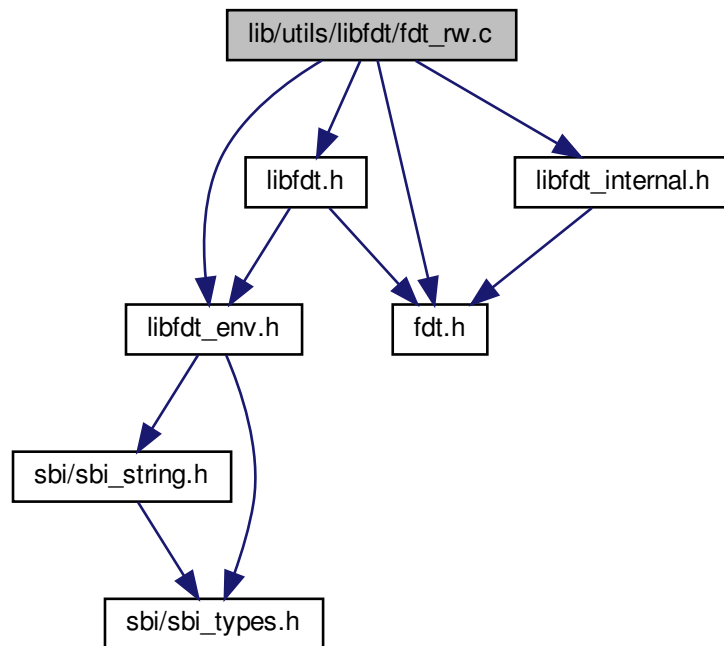 lib/utils/libfdt/fdt_rw.c
libfdt.h
libfdt_internal.h
libfdt_env.h
fdt.h
sbi/sbi_string.h
sbi/sbi_types.h